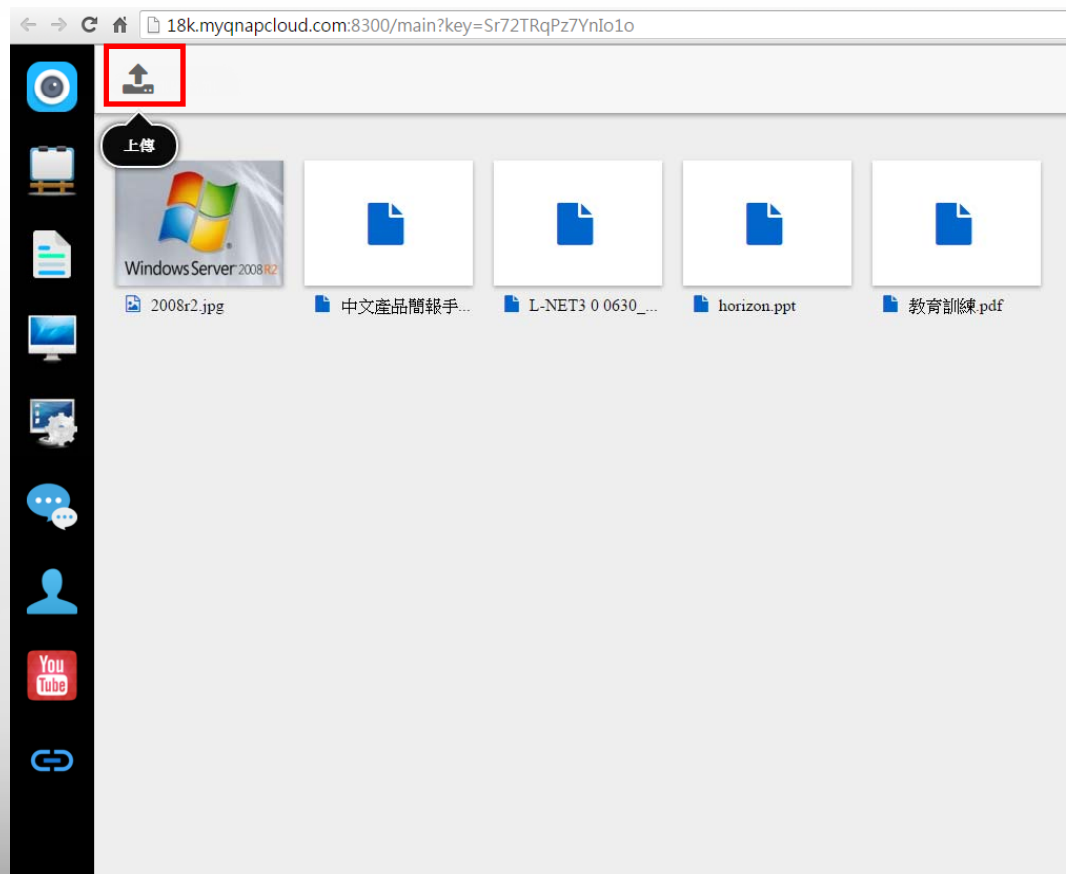 18k.myqnapcloud.com:8300/main?key=Sr72TRqPz7YnIo1o
上傳
Windows Server 2008 R2
2008r2.jpg
中文產品簡報手...
L-NET3 0 0630_...
horizon.ppt
教育訓練.pdf
You
Tube